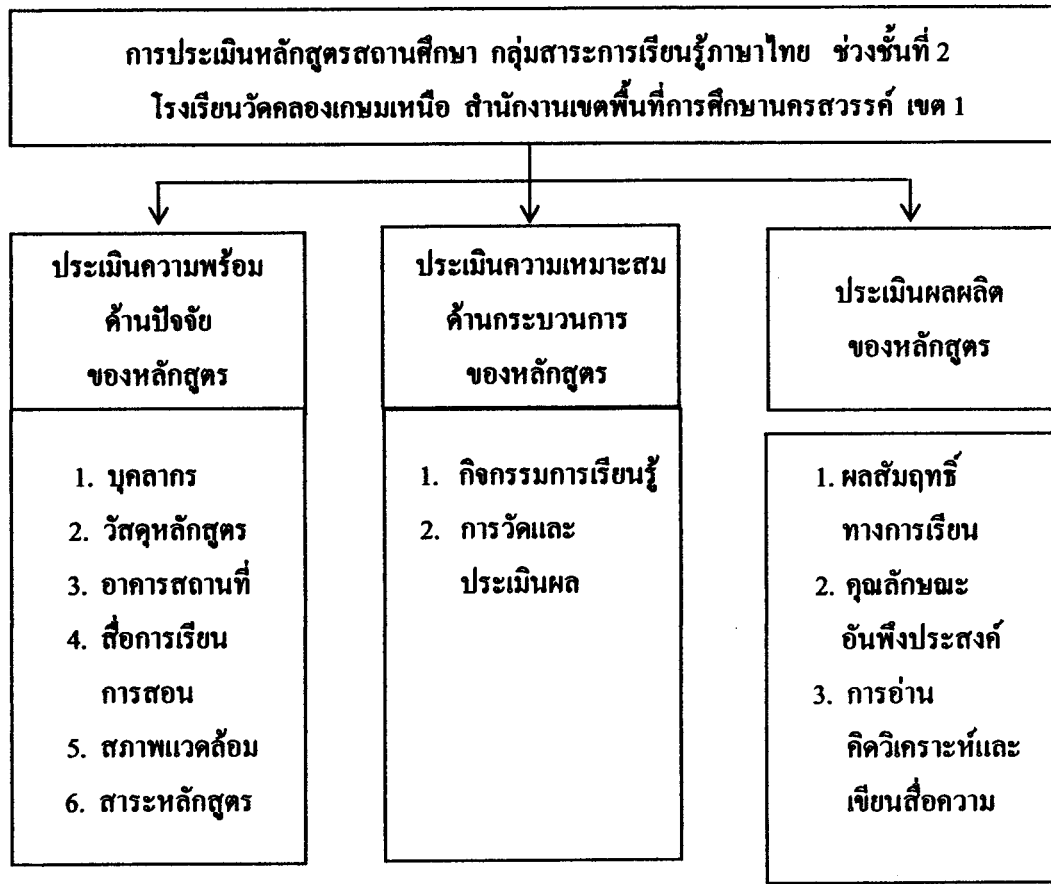 การประเมินหลักสูตรสถานศึกษา กลุ่มสาระการเรียนรู้ภาษาไทย ช่วงชั้นที่ 2
โรงเรียนวัดคลองเกษมเหนือ สำนักงานเขตพื้นที่การศึกษานครสวรรค์ เขต 1
ประเมินความพร้อม
ด้านปัจจัย
ของหลักสูตร
1. บุคลากร
2. วัสดุหลักสูตร
3. อาคารสถานที่
4. สื่อการเรียน
การสอน
5. สภาพแวดล้อม
6. สาระหลักสูตร
ประเมินความเหมาะสม
ด้านกระบวนการ
ของหลักสูตร
1. กิจกรรมการเรียนรู้
2. การวัดและ
ประเมินผล
ประเมินผลผลิต
ของหลักสูตร
1. ผลสัมฤทธิ์
ทางการเรียน
2. คุณลักษณะ
อันพึงประสงค์
3. การอ่าน
คิดวิเคราะห์และ
เขียนสื่อความ